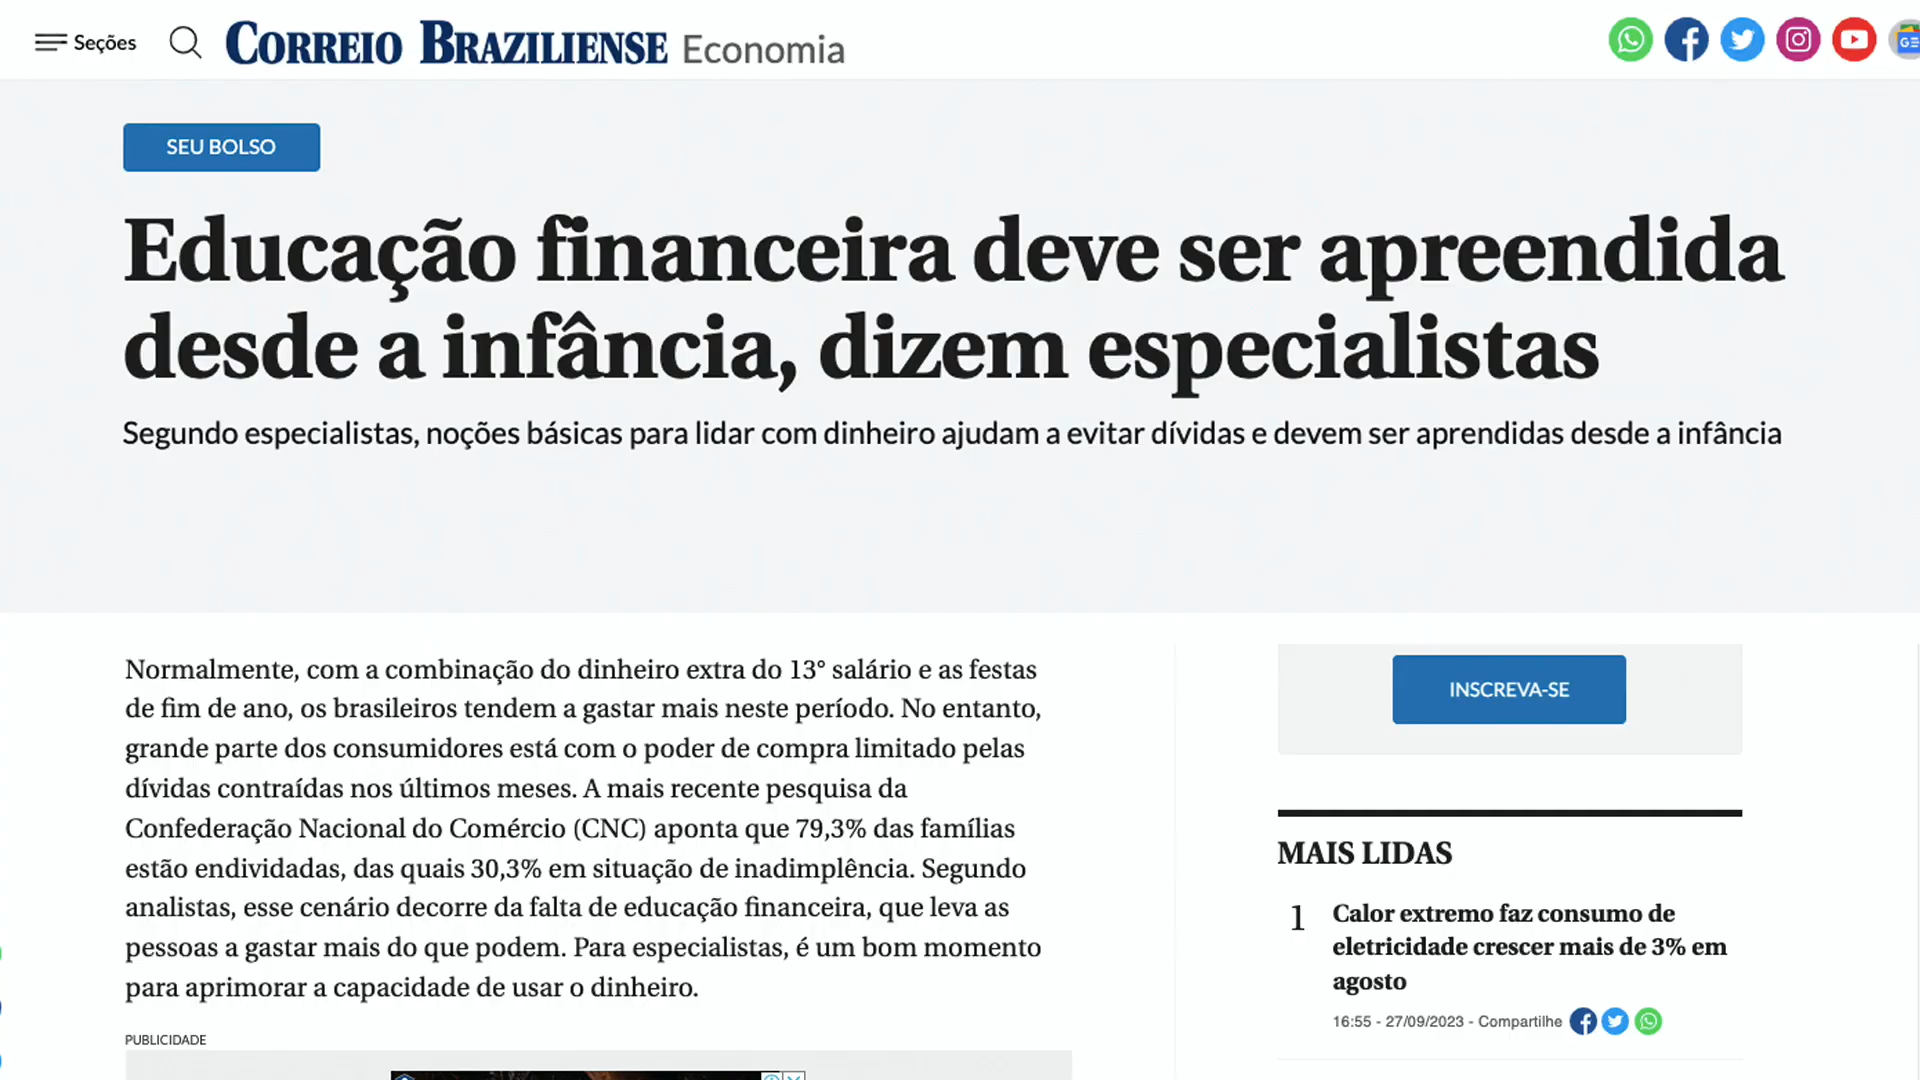 Seções
CORREIO BRAZILIENSE Economia
SEU BOLSO
Educação financeira deve ser apreendida
desde a infância, dizem especialistas
Segundo especialistas, noções básicas para lidar com dinheiro ajudam a evitar dívidas e devem ser aprendidas desde a infância
Normalmente, com a combinação do dinheiro extra do 13° salário e as festas
de fim de ano, os brasileiros tendem a gastar mais neste período. No entanto,
grande parte dos consumidores está com o poder de compra limitado pelas
dívidas contraídas nos últimos meses. A mais recente pesquisa da
Confederação Nacional do Comércio (CNC) aponta que 79,3% das famílias
estão endividadas, das quais 30,3% em situação de inadimplência. Segundo
analistas, esse cenário decorre da falta de educação financeira, que leva as
pessoas a gastar mais do que podem. Para especialistas, é um bom momento
para aprimorar a capacidade de usar o dinheiro.
PUBLICIDADE
INSCREVA-SE
MAIS LIDAS
1
Calor extremo faz consumo de
eletricidade crescer mais de 3% em
agosto
16:55 - 27/09/2023 - Compartilhe